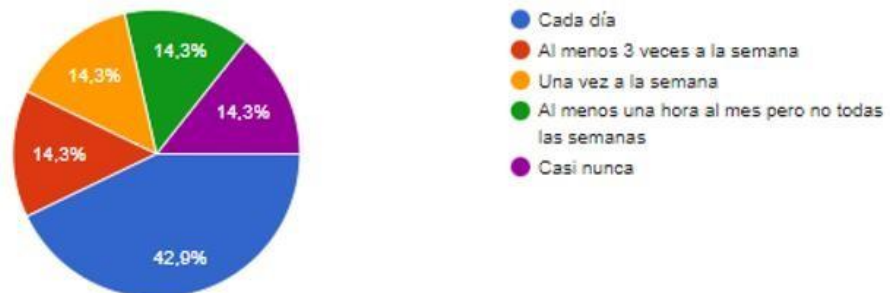 14,3%
14,3%
14,3%
14,3%
42,9%
Cada día
Al menos 3 veces a la semana
Una vez a la semana
Al menos una hora al mes pero no todas
las semanas
Casi nunca